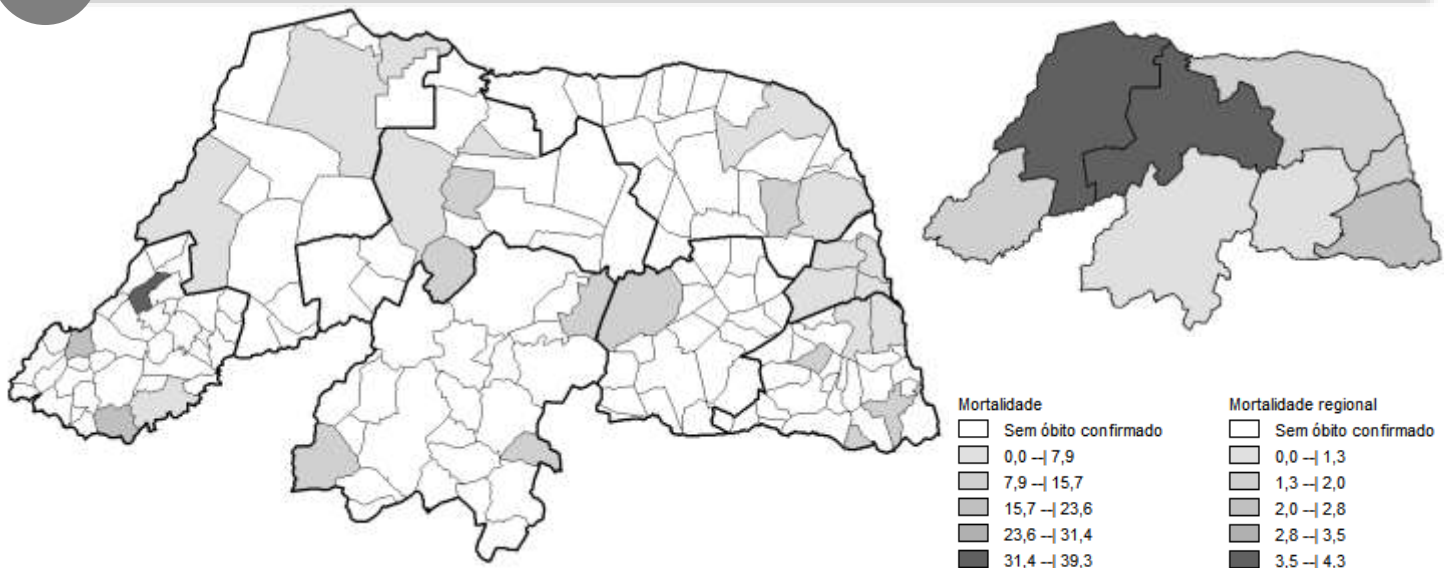 Mortalidade
Sem óbito confirmado
0,0 --| 7,9
7,9 --| 15,7
15,7 --| 23,6
23,6 --| 31,4
31,4 --| 39,3
Mortalidade regional
Sem óbito confirmado
0,0 --| 1,3
1,3 --| 2,0
2,0 --| 2,8
2,8 --| 3,5
3,5 --| 4,3